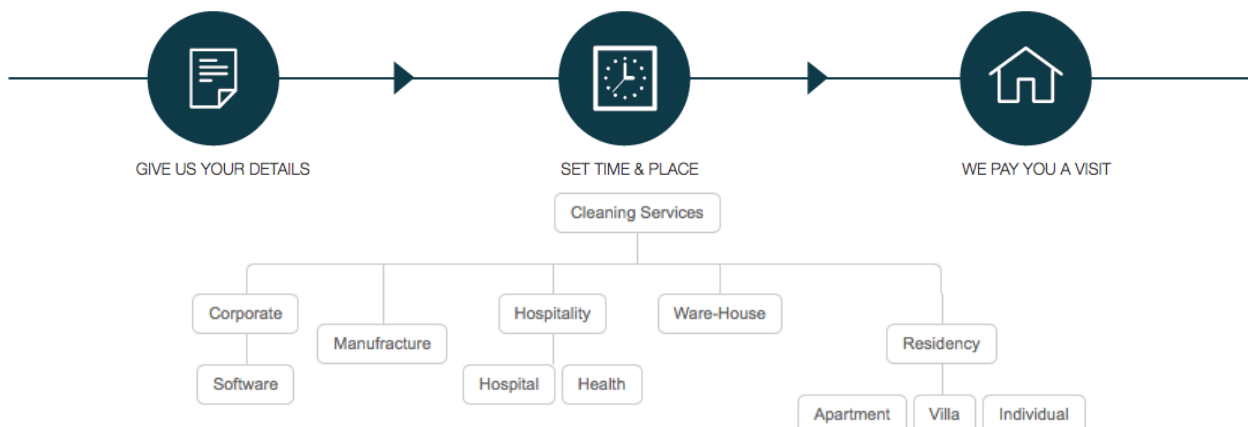 GIVE US YOUR DETAILS
SET TIME & PLACE
WE PAY YOU A VISIT
Cleaning Services
Corporate
Hospitality
Ware-House
Manufracture
Residency
Software
Hospital
Health
Apartment
Villa
Individual